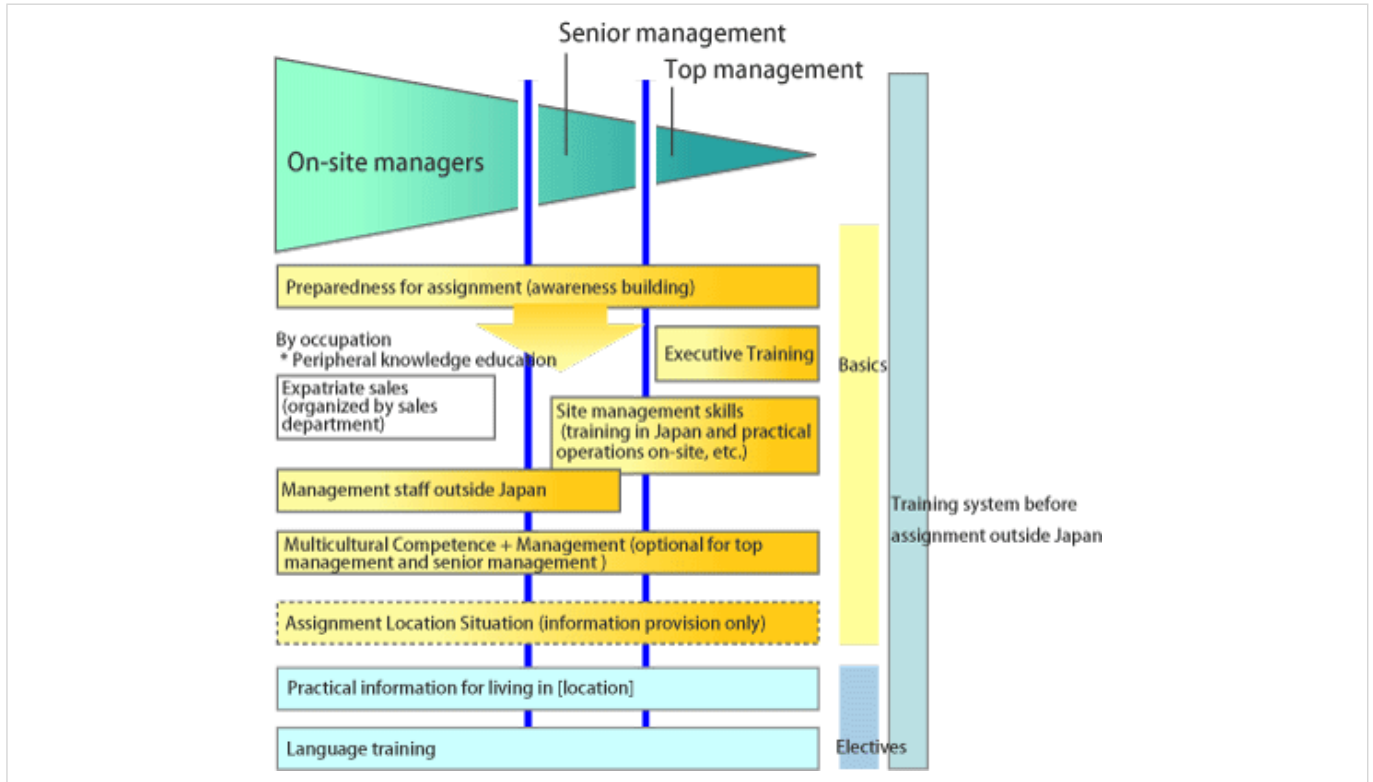 Senior management
Top management
On-site managers
Preparedness for assignment (awareness building)
By occupation
* Peripheral knowledge education
Executive Training
Basics
Expatriate sales
(organized by sales
department)
Site management skills
(training in Japan and practical
operations on-site, etc.)
Management staff outside Japan
Training system before
assignment outside Japan
Multicultural Competence + Management (optional for top
management and senior management )
Assignment Location Situation (information provision only)
Practical information for living in [location]
Language training
Electives